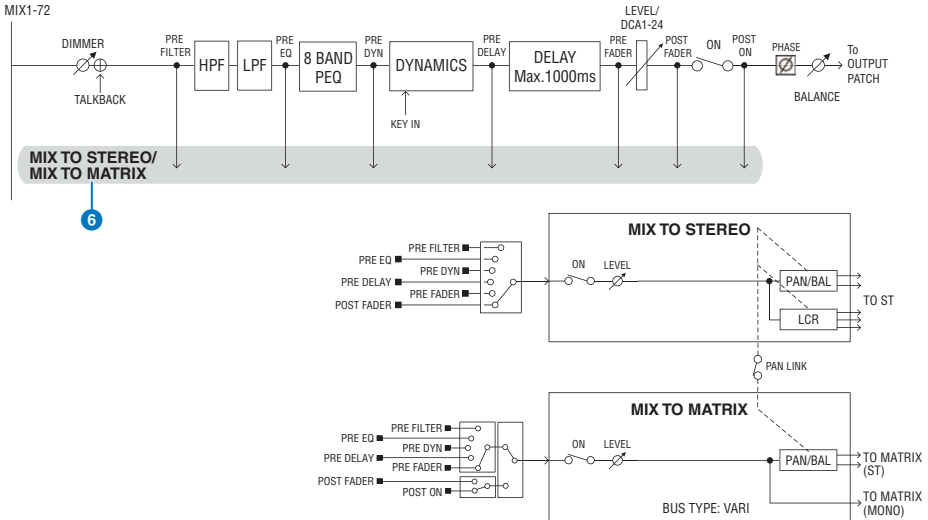 MIX1-72
DIMMER
TALKBACK
PRE
FILTER
HPF
LPF
PRE
EQ
8 BAND
PEQ
PRE
DYN
DYNAMICS
KEY IN
PRE
DELAY
DELAY
Max.1000ms
PRE
FADER
LEVEL/
DCA1-24
POST
FADER
ON
POST
ON
PHASE
BALANCE
To
OUTPUT
PATCH
MIX TO STEREO/
MIX TO MATRIX
6
MIX TO STEREO
PRE FILTER
PRE EQ
PRE DYN
PRE DELAY
PRE FADER
POST FADER
ON
LEVEL
PAN/BAL
LCR
TO ST
PAN LINK
MIX TO MATRIX
PRE FILTER
PRE EQ
PRE DYN
PRE DELAY
PRE FADER
POST FADER
POST ON
ON
LEVEL
PAN/BAL
TO MATRIX
(ST)
TO MATRIX
(MONO)
BUS TYPE: VARI